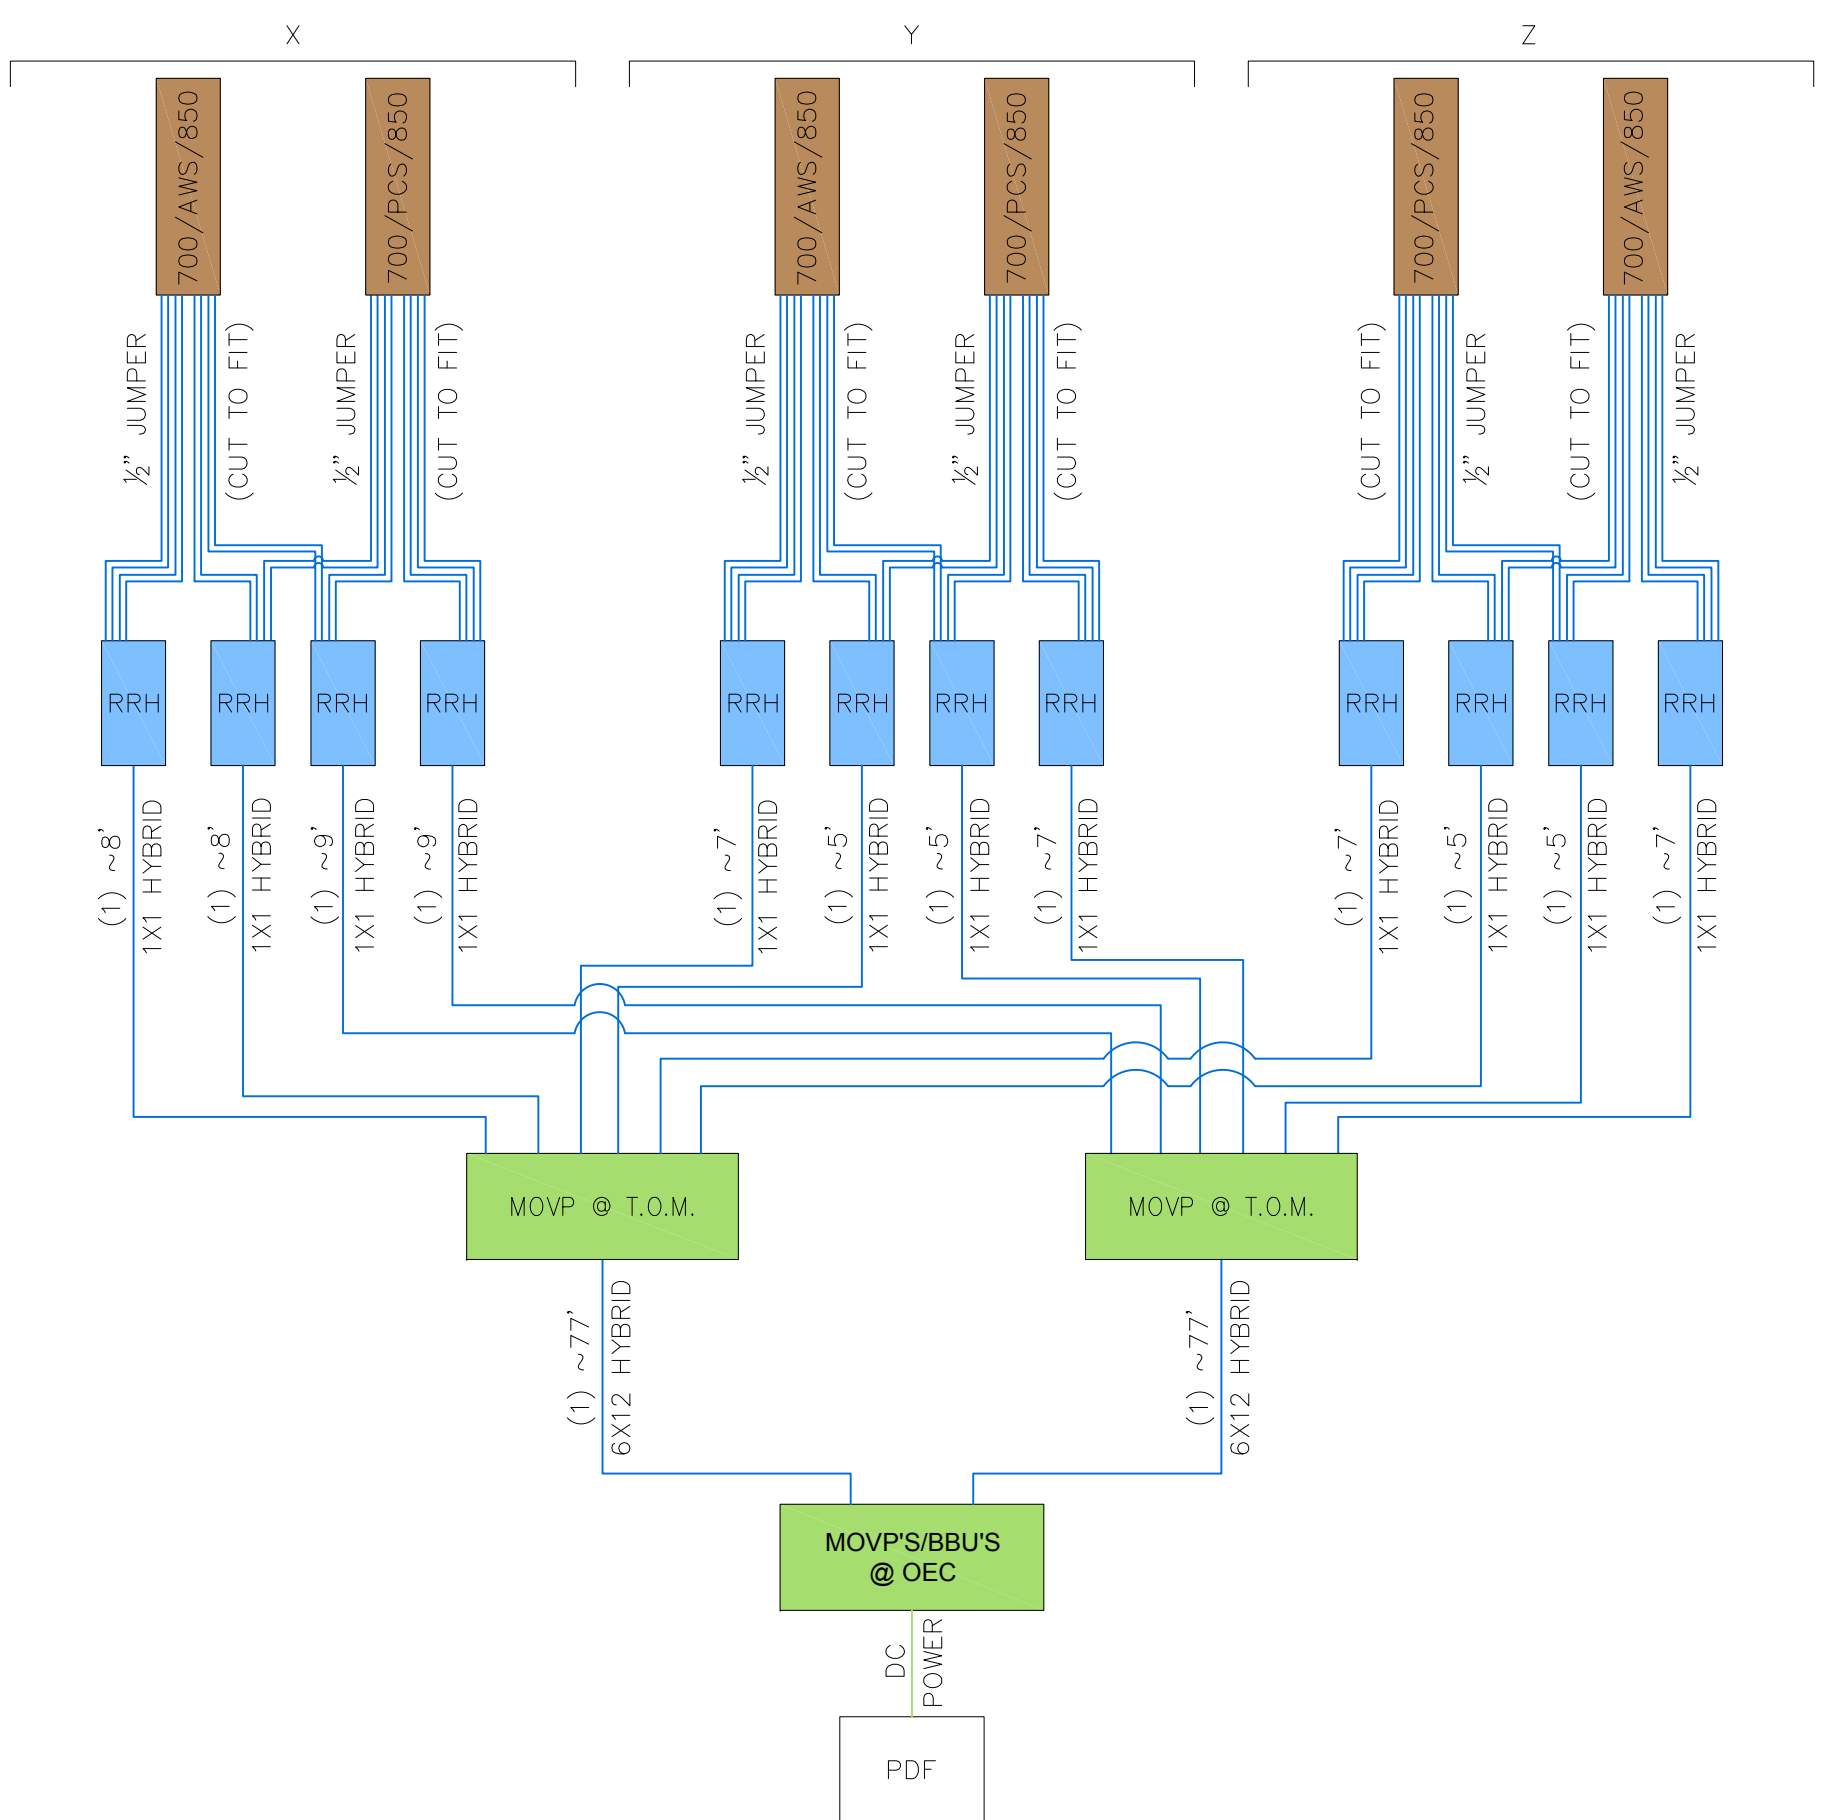 X
Y
Z
700/AWS/850
700/PCS/850
700/AWS/850
700/PCS/850
700/PCS/850
700/AWS/850
½” JUMPER
(CUT TO FIT)
½” JUMPER
(CUT TO FIT)
½” JUMPER
(CUT TO FIT)
½” JUMPER
(CUT TO FIT)
(CUT TO FIT)
½” JUMPER
(CUT TO FIT)
½” JUMPER
RRH
RRH
RRH
RRH
RRH
RRH
RRH
RRH
RRH
RRH
RRH
RRH
(1) ~8’
1X1 HYBRID
(1) ~8’
1X1 HYBRID
(1) ~9’
1X1 HYBRID
(1) ~9’
1X1 HYBRID
(1) ~7’
1X1 HYBRID
(1) ~5’
1X1 HYBRID
(1) ~5’
1X1 HYBRID
(1) ~7’
1X1 HYBRID
(1) ~7’
1X1 HYBRID
(1) ~5’
1X1 HYBRID
(1) ~5’
1X1 HYBRID
(1) ~7’
1X1 HYBRID
MOVP @ T.O.M.
MOVP @ T.O.M.
(1) ~77’
6X12 HYBRID
(1) ~77’
6X12 HYBRID
MOVP'S/BBU'S
@ OEC
DC
POWER
PDF